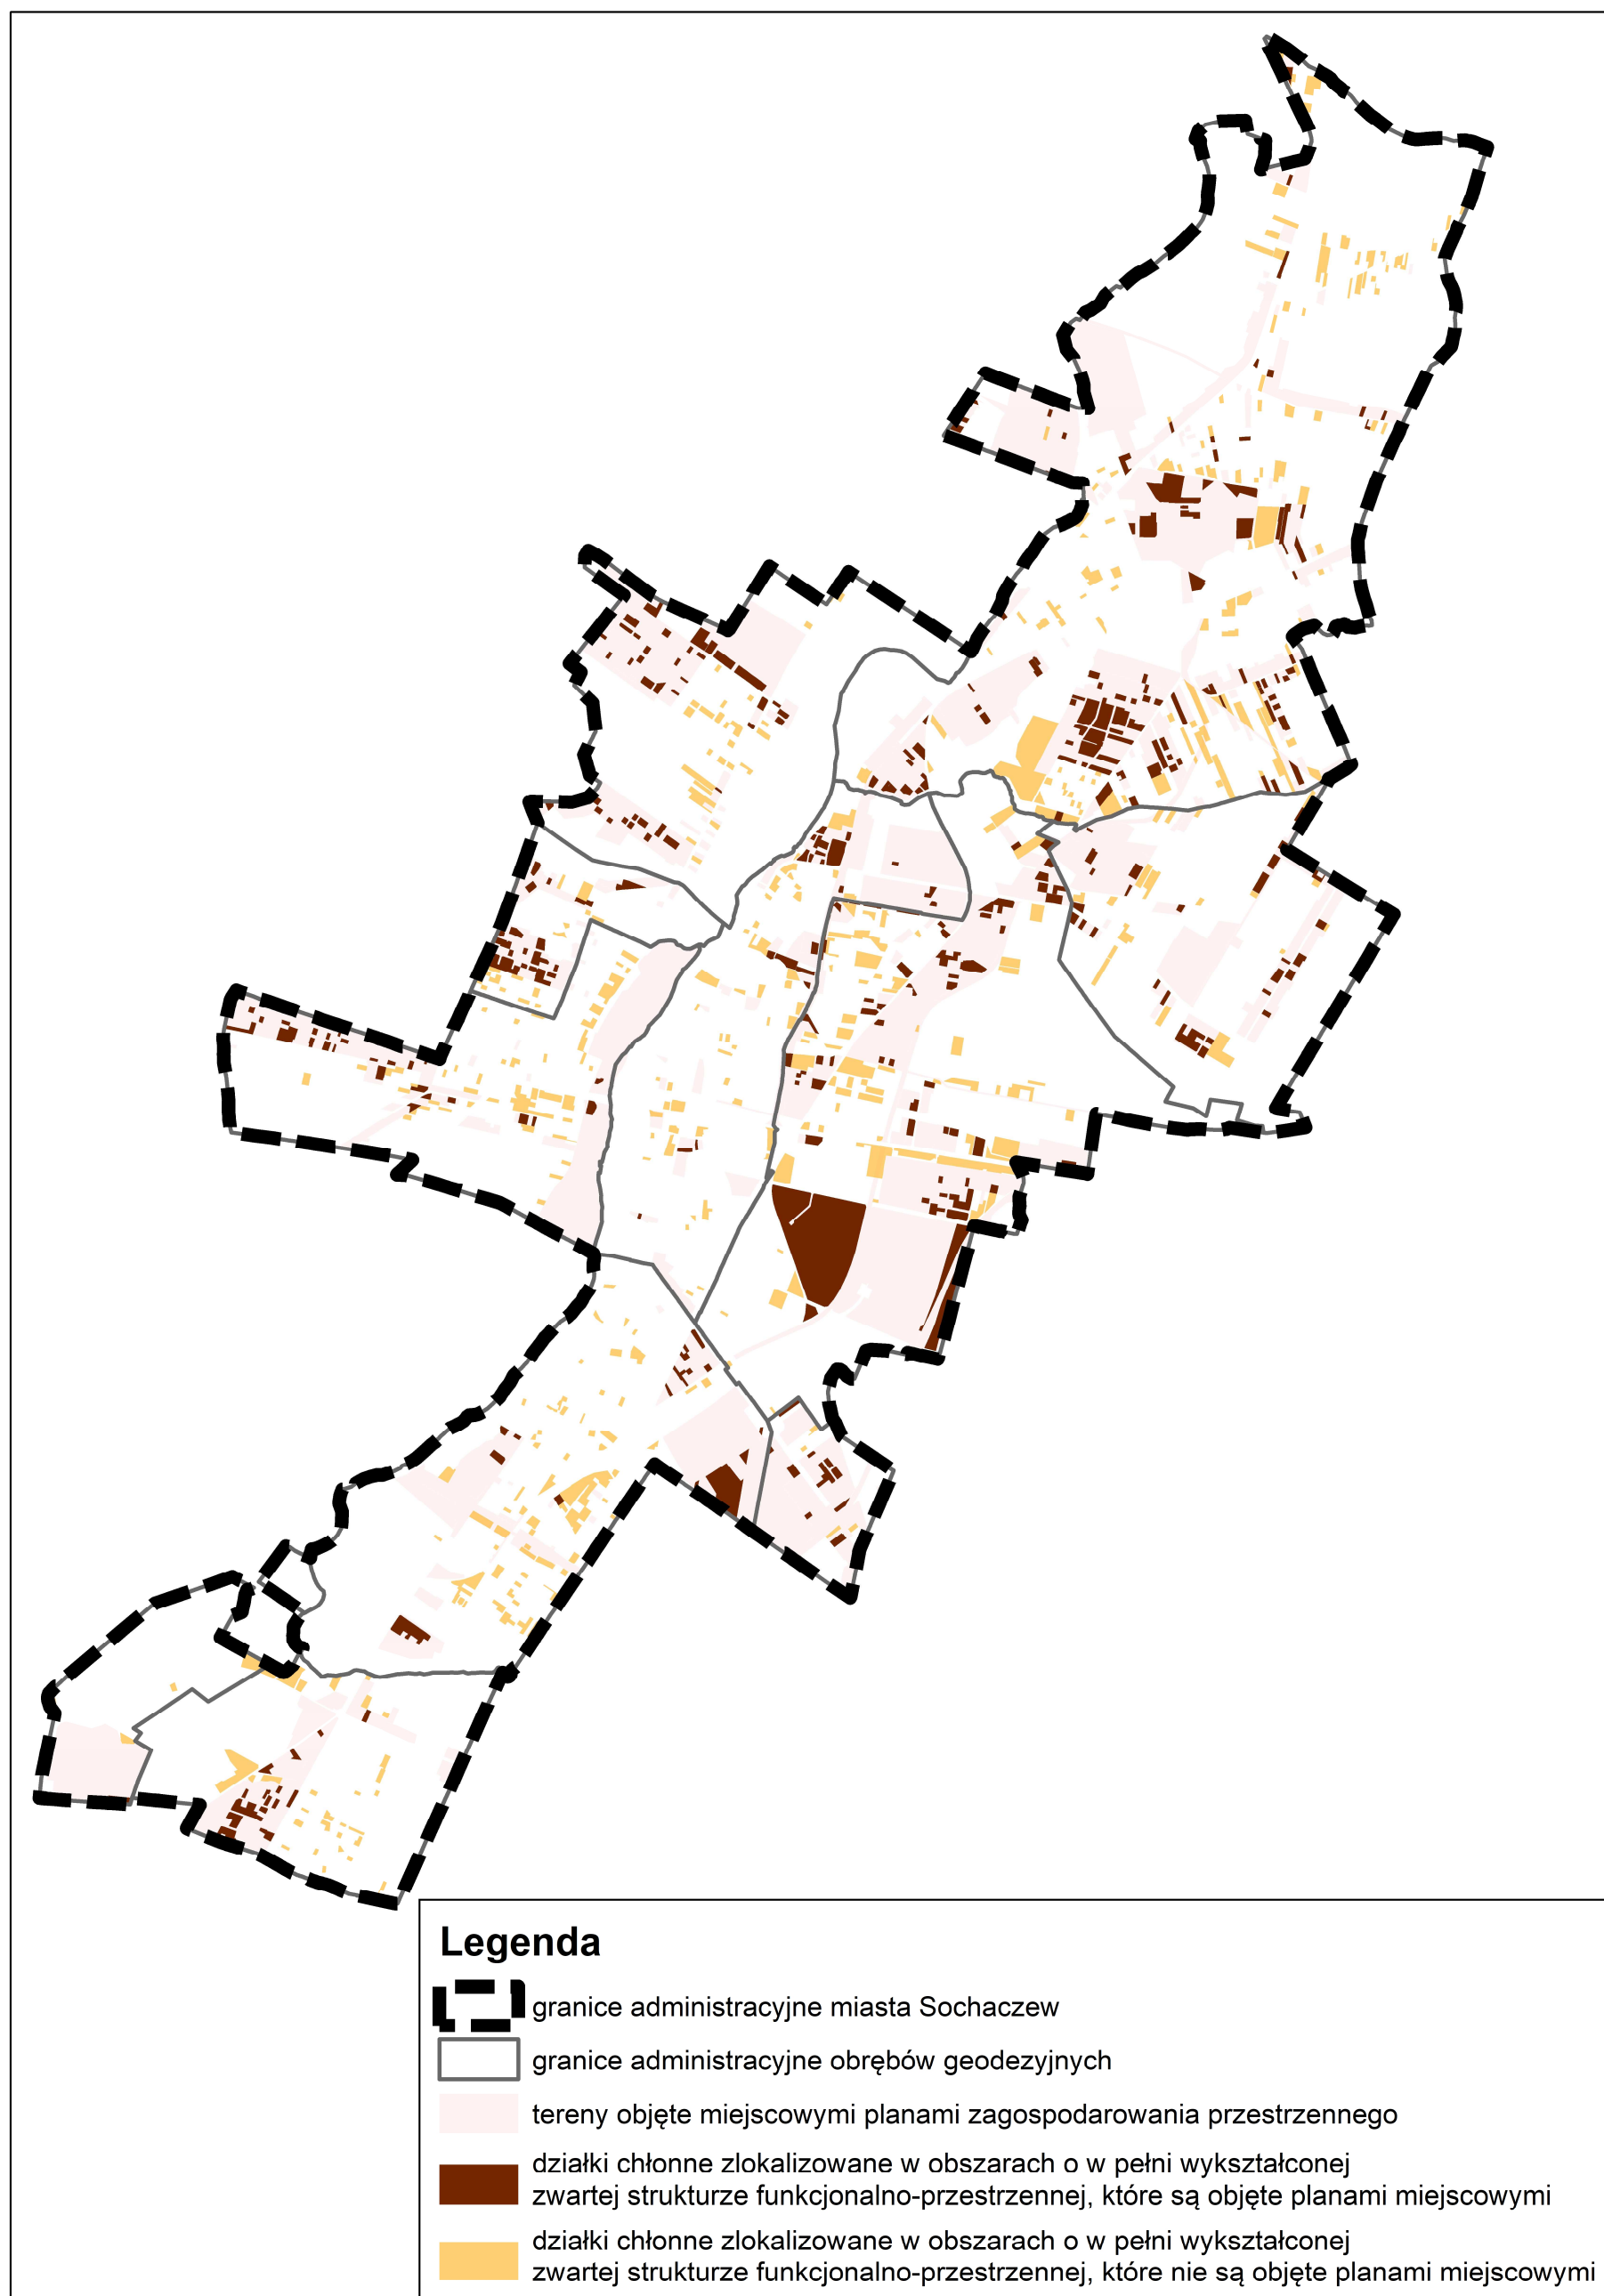 Legenda
granice administracyjne miasta Sochaczew
granice administracyjne obrębów geodezyjnych
tereny objęte miejscowymi planami zagospodarowania przestrzennego
działki chłonne zlokalizowane w obszarach o w pełni wykształconej
zwartej strukturze funkcjonalno-przestrzennej, które są objęte planami miejscowymi
działki chłonne zlokalizowane w obszarach o w pełni wykształconej
zwartej strukturze funkcjonalno-przestrzennej, które nie są objęte planami miejscowymi